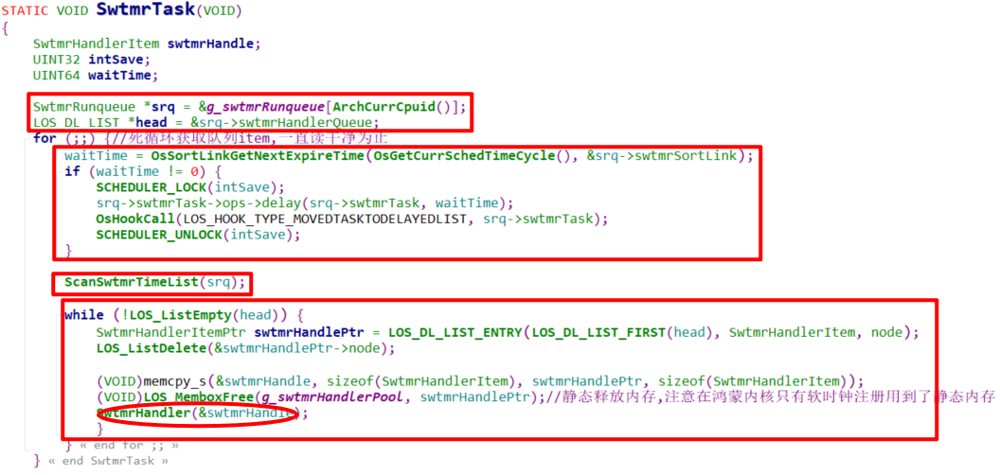 STATIC VOID SwtmrTask(VOID)
{
    SwtmrHandlerItem swtmrHandle;
    UINT32 intSave;
    UINT64 waitTime;

    SwtmrRunqueue *srq = &g_swtmrRunqueue[ArchCurrCpuid()];
    LOS_DL_LIST *head = &srq->swtmrHandlerQueue;
    for (;;) {//死循环获取队列item,一直读干净为止
        waitTime = OsSortLinkGetNextExpireTime(OsGetCurrSchedTimeCycle(), &srq->swtmrSortLink);
        if (waitTime != 0) {
            SCHEDULER_LOCK(intSave);
            srq->swtmrTask->ops->delay(srq->swtmrTask, waitTime);
            OsHookCall(LOS_HOOK_TYPE_MOVEDTASKTODELAYEDLIST, srq->swtmrTask);
            SCHEDULER_UNLOCK(intSave);
        }

        ScanSwtmrTimeList(srq);

        while (!LOS_ListEmpty(head)) {
            SwtmrHandlerItemPtr swtmrHandlePtr = LOS_DL_LIST_ENTRY(LOS_DL_LIST_FIRST(head), SwtmrHandlerItem, node);
            LOS_ListDelete(&swtmrHandlePtr->node);

            (VOID)memcpy_s(&swtmrHandle, sizeof(SwtmrHandlerItem), swtmrHandlePtr, sizeof(SwtmrHandlerItem));
            (VOID)LOS_MemboxFree(g_swtmrHandlerPool, swtmrHandlePtr);//静态释放内存,注意在鸿蒙内核只有软时钟注册用到了静态内存
            SwtmrHandler(&swtmrHandle);
            }
        } « end for ;; »
    } « end SwtmrTask »